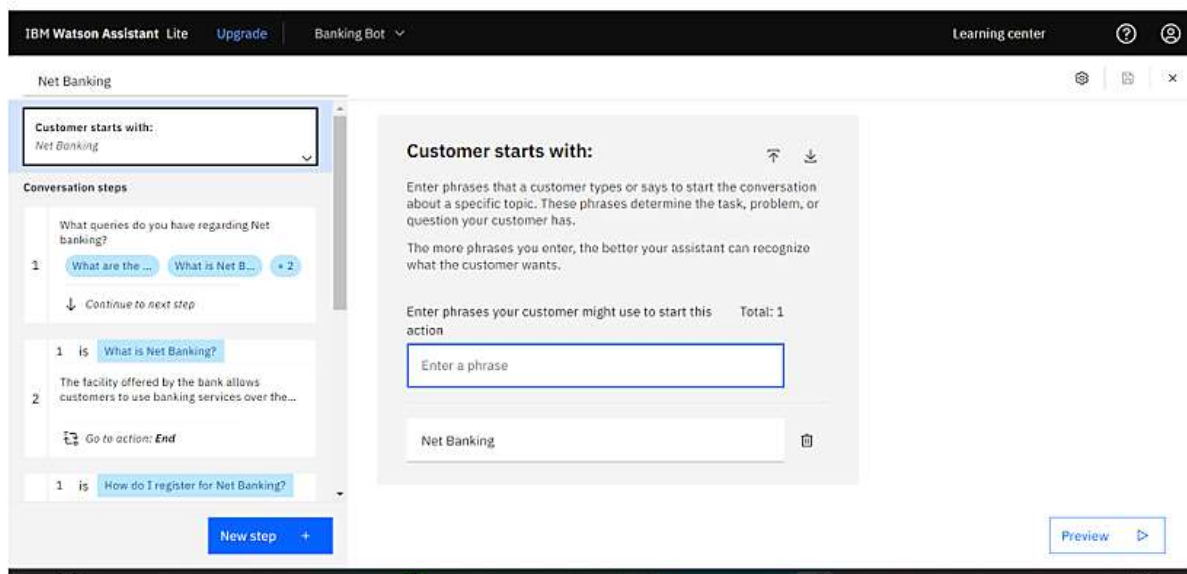 IBM Watson Assistant Lite Upgrade Banking Bot Learning center
Net Banking
Customer starts with:
Net Banking
Conversation steps
What queries do you have regarding Net
banking?
1 What are the ... What is Net B... + 2
Continue to next step
1 is What is Net Banking?
The facility offered by the bank allows
2 customers to use banking services over the...
Go to action: End
1 is How do I register for Net Banking?
New step +
Customer starts with:
Enter phrases that a customer types or says to start the conversation
about a specific topic. These phrases determine the task, problem, or
question your customer has.
The more phrases you enter, the better your assistant can recognize
what the customer wants.
Enter phrases your customer might use to start this Total: 1
action
Enter a phrase
Net Banking
Preview